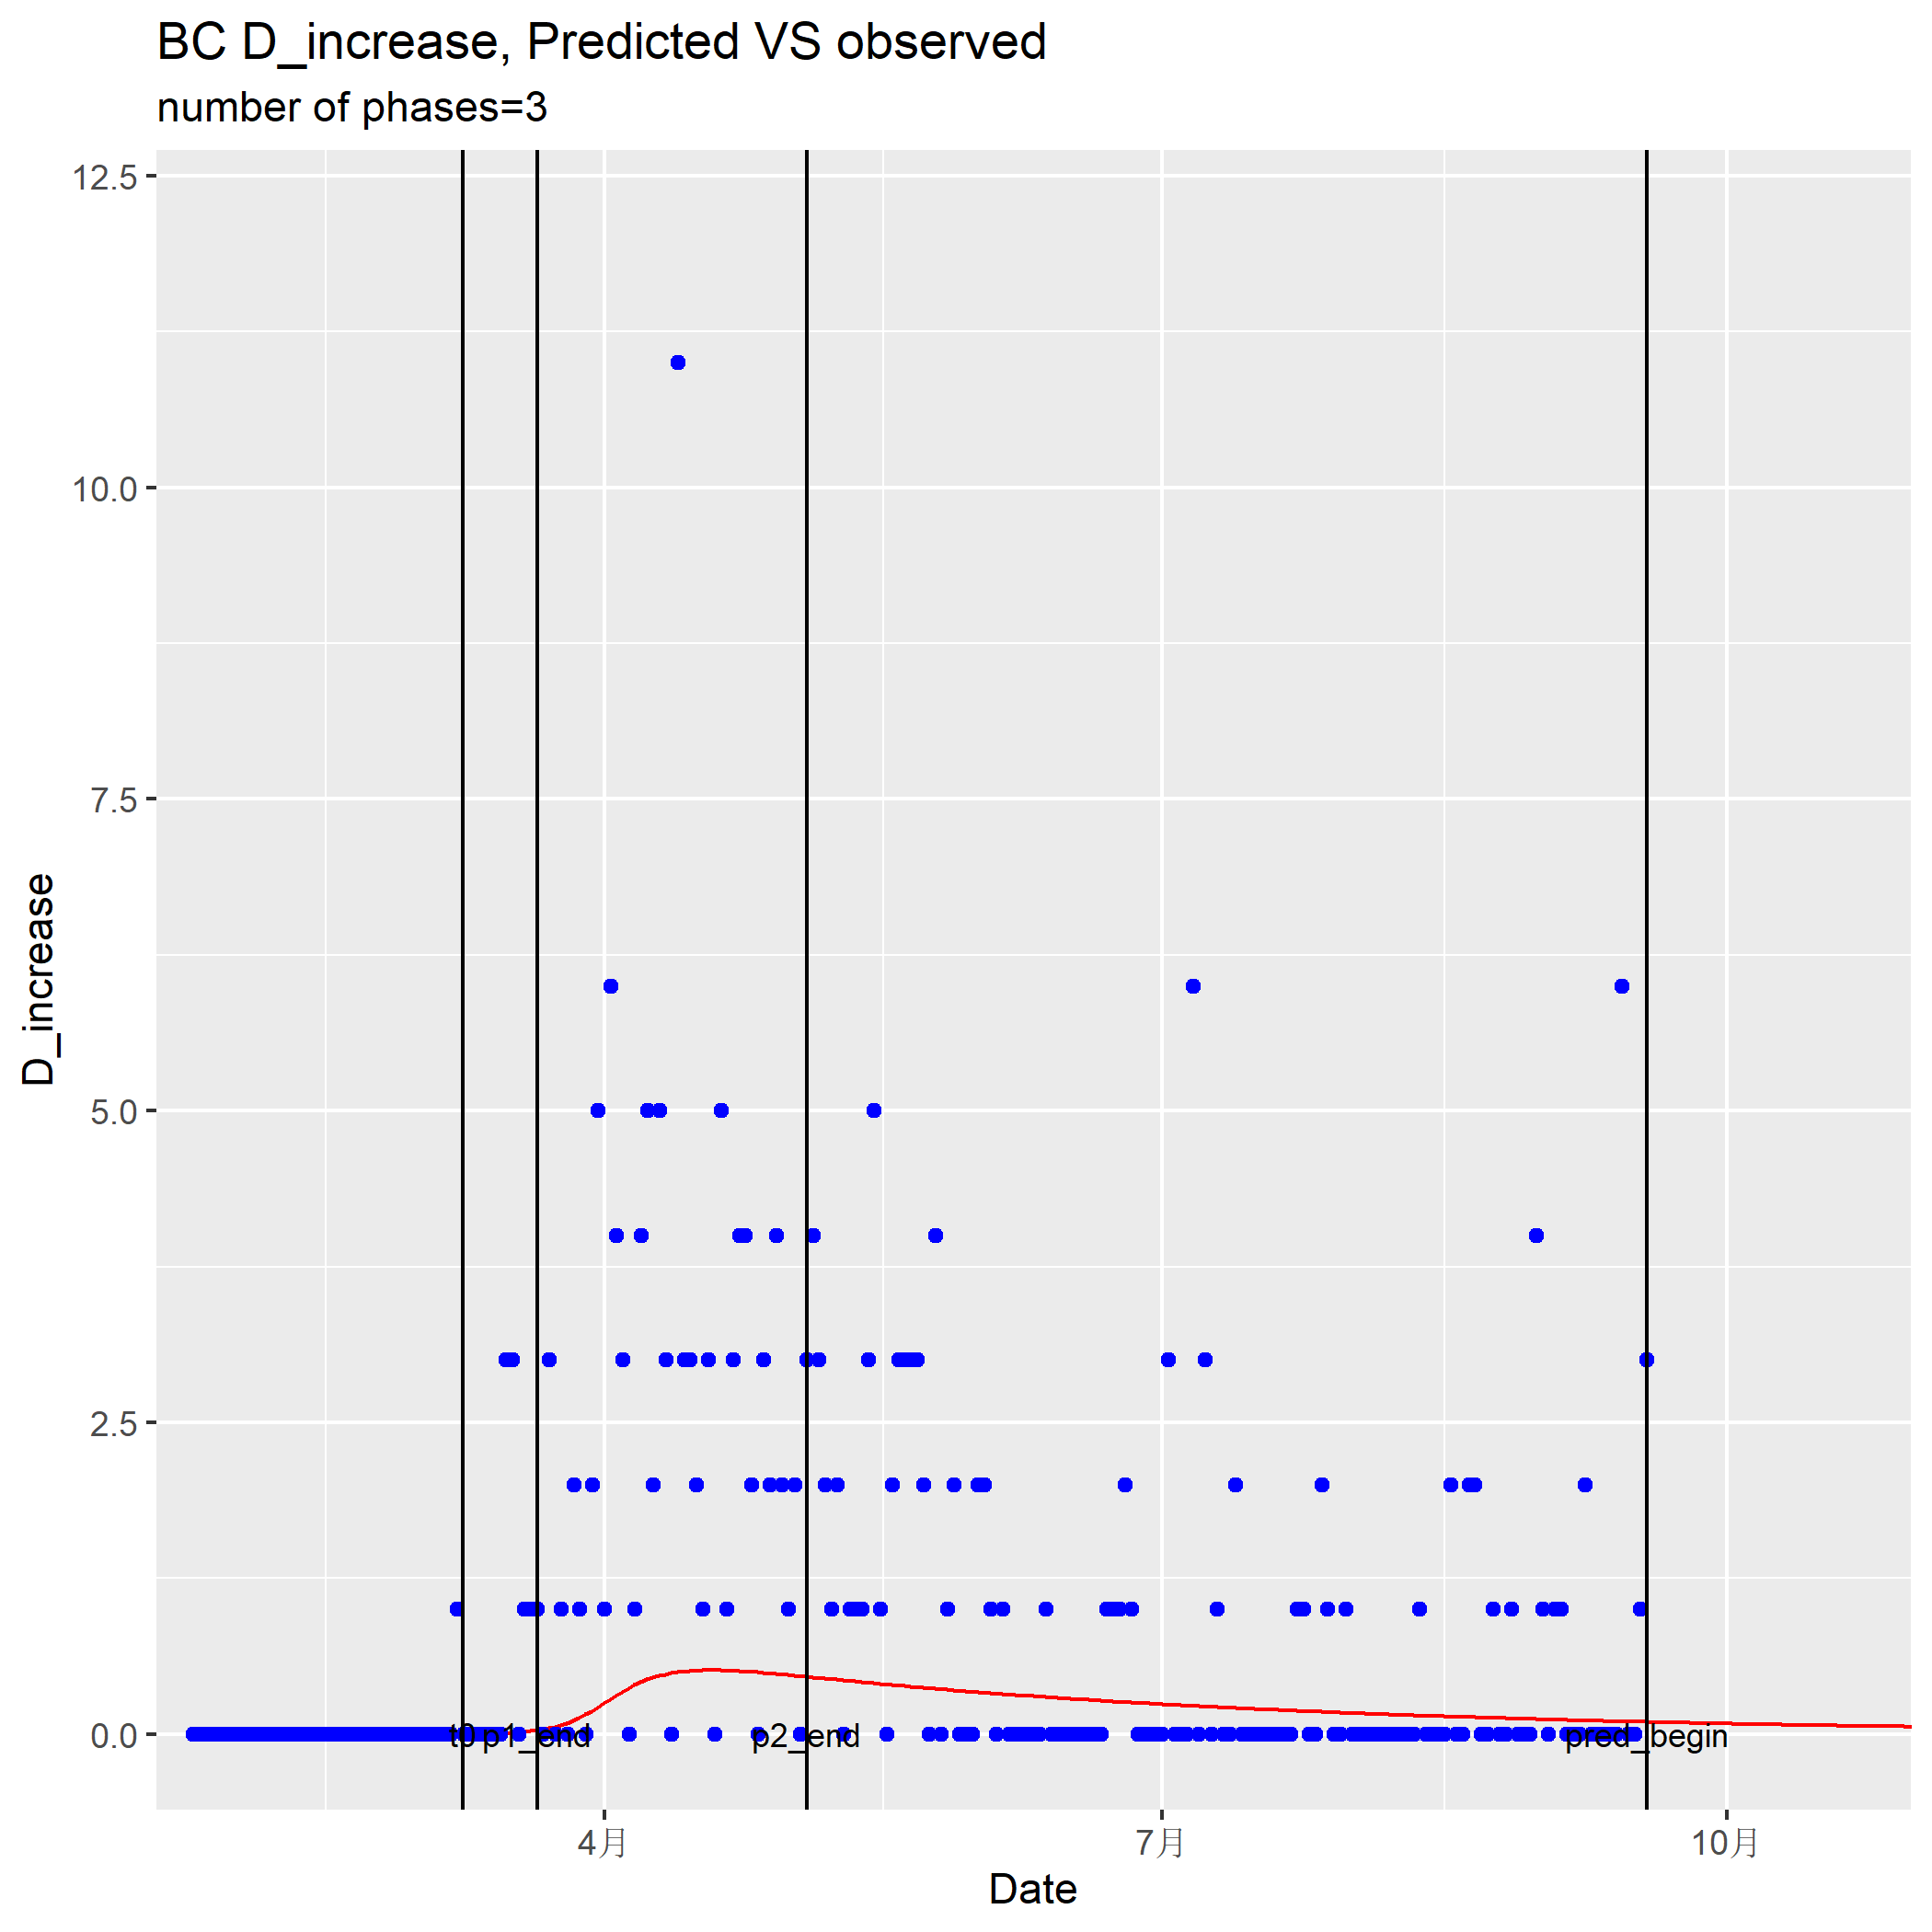 BC D_increase, Predicted VS observed
number of phases=3
12.5
10.0
7.5
5.0
2.5
0.0
D_increase
t0 p1_end p2_end pred_begin
4月 7月 10月
Date